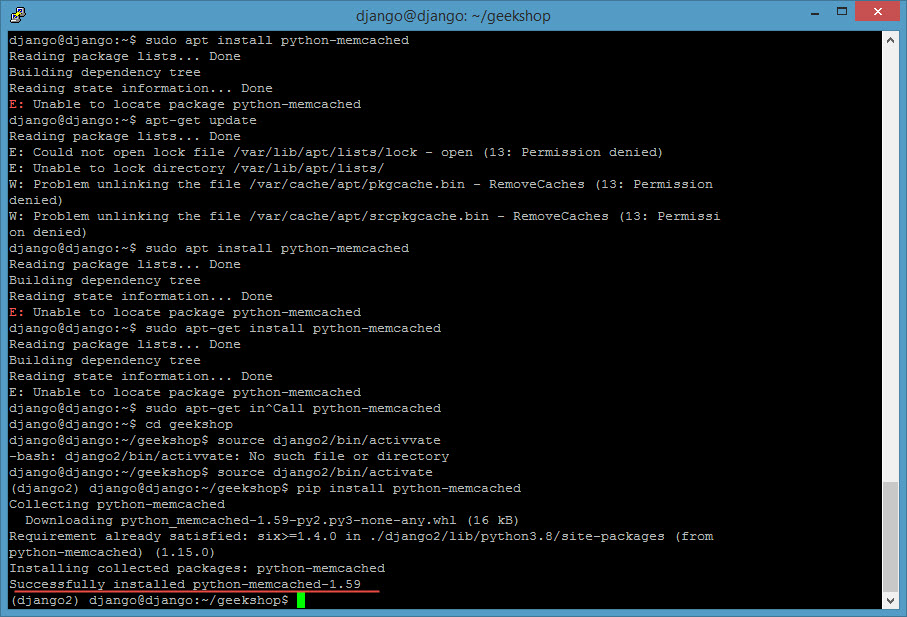 django@django: ~/geekshop
django@django:~$ sudo apt install python-memcached
Reading package lists... Done
Building dependency tree
Reading state information... Done
E: Unable to locate package python-memcached
django@django:~$ apt-get update
Reading package lists... Done
E: Could not open lock file /var/lib/apt/lists/lock - open (13: Permission denied)
E: Unable to lock directory /var/lib/apt/lists/
W: Problem unlinking the file /var/cache/apt/pkgcache.bin - RemoveCaches (13: Permission
denied)
W: Problem unlinking the file /var/cache/apt/srcpkgcache.bin - RemoveCaches (13: Permissi
on denied)
django@django:~$ sudo apt install python-memcached
Reading package lists... Done
Building dependency tree
Reading state information... Done
E: Unable to locate package python-memcached
django@django:~$ sudo apt-get install python-memcached
Reading package lists... Done
Building dependency tree
Reading state information... Done
E: Unable to locate package python-memcached
django@django:~$ sudo apt-get in^Call python-memcached
django@django:~$ cd geekshop
django@django:~/geekshop$ source django2/bin/activvate
-bash: django2/bin/activvate: No such file or directory
django@django:~/geekshop$ source django2/bin/activate
(django2) django@django:~/geekshop$ pip install python-memcached
Collecting python-memcached
  Downloading python_memcached-1.59-py2.py3-none-any.whl (16 kB)
Requirement already satisfied: six>=1.4.0 in ./django2/lib/python3.8/site-packages (from
python-memcached) (1.15.0)
Installing collected packages: python-memcached
Successfully installed python-memcached-1.59
(django2) django@django:~/geekshop$